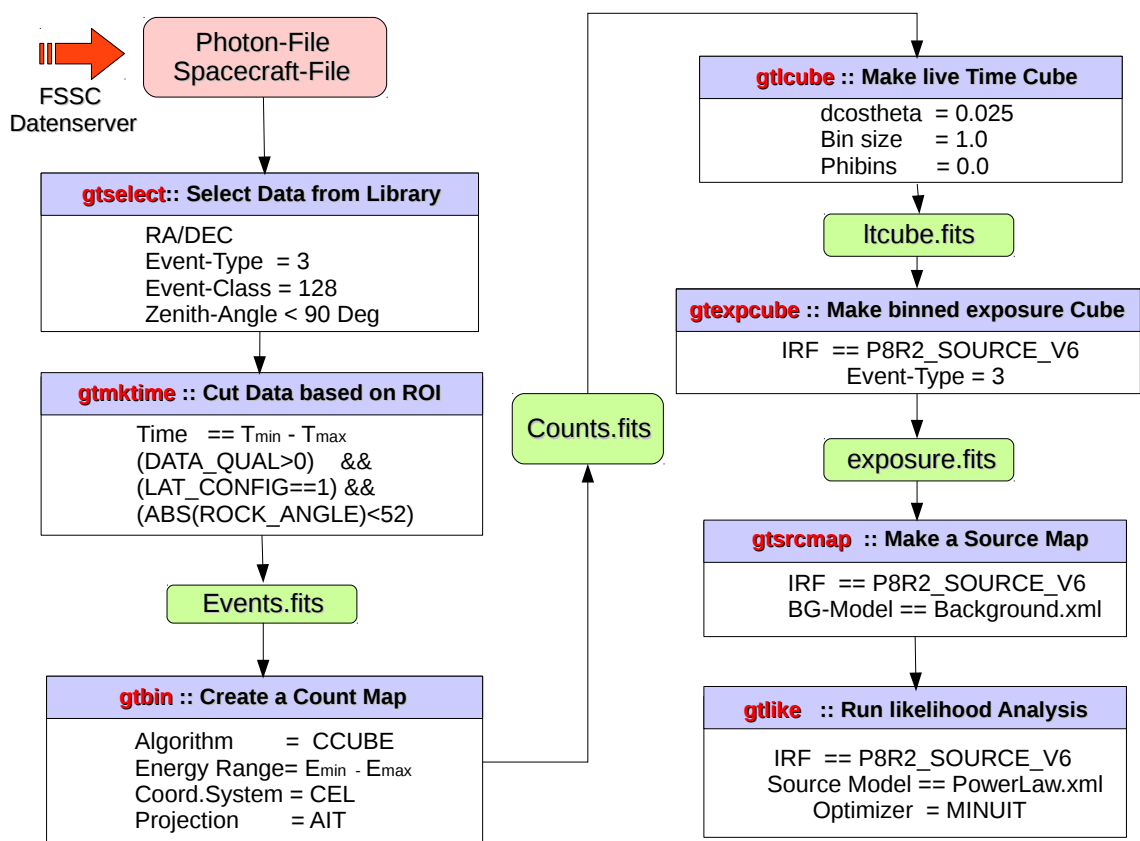 FSSC
Datenserver
Photon-File
Spacecraft-File
gtselect:: Select Data from Library
RA/DEC
Event-Type = 3
Event-Class = 128
Zenith-Angle < 90 Deg
gtmktime :: Cut Data based on ROI
Time == Tmin - Tmax
(DATA_QUAL>0) &&
(LAT_CONFIG==1) &&
(ABS(ROCK_ANGLE)<52)
Events.fits
gtbin :: Create a Count Map
Algorithm = CCUBE
Energy Range= Emin - Emax
Coord.System = CEL
Projection = AIT
Counts.fits
gtlcube :: Make live Time Cube
dcostheta = 0.025
Bin size = 1.0
Phibins = 0.0
ltcube.fits
gtexpcube :: Make binned exposure Cube
IRF == P8R2_SOURCE_V6
Event-Type = 3
exposure.fits
gtsrcmap :: Make a Source Map
IRF == P8R2_SOURCE_V6
BG-Model == Background.xml
gtlike :: Run likelihood Analysis
IRF == P8R2_SOURCE_V6
Source Model == PowerLaw.xml
Optimizer = MINUIT